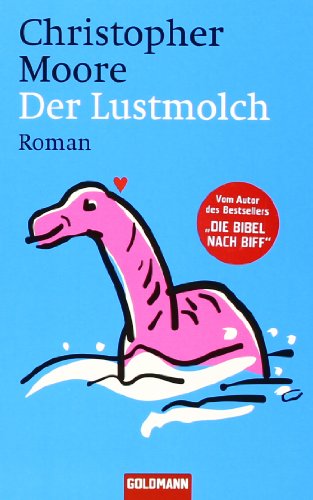 Christopher
Moore
Der Lustmolch
Roman
Vom Autor
des Bestsellers
„DIE BIBEL
NACH BIFF“
GOLDMANN